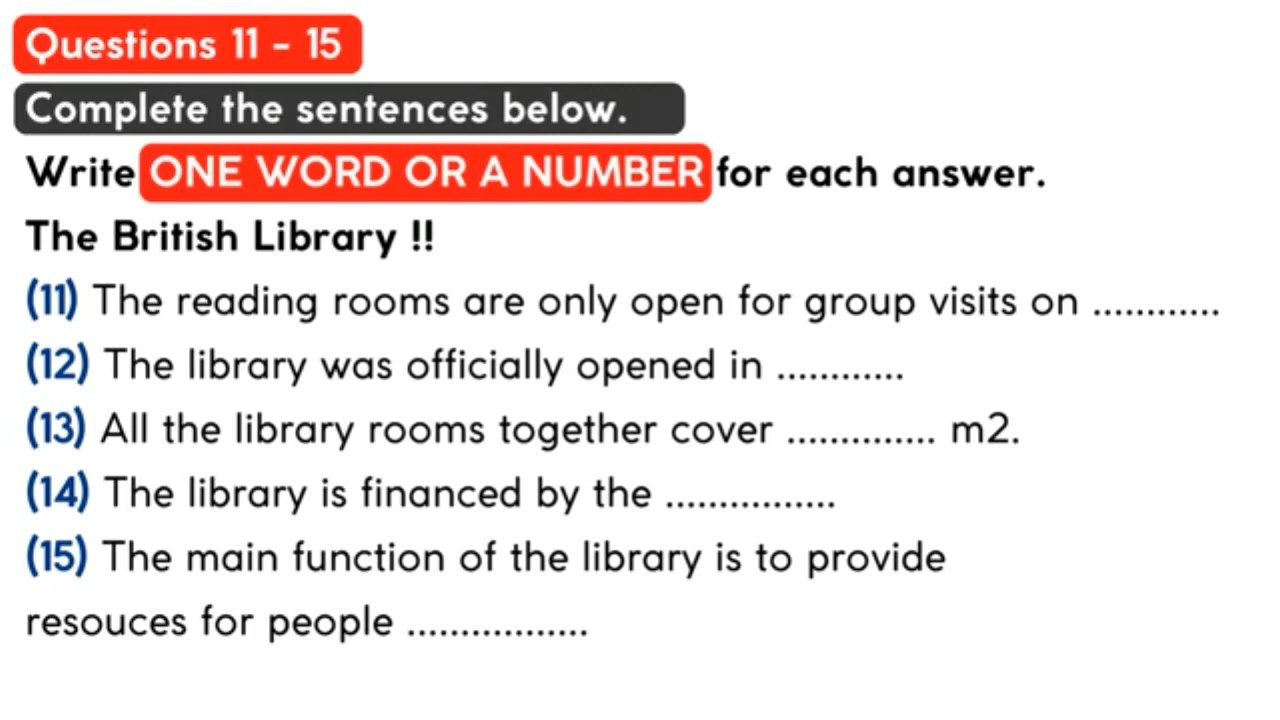 Questions 11 - 15
Complete the sentences below.
Write ONE WORD OR A NUMBER for each answer.
The British Library !!
(11) The reading rooms are only open for group visits on ............
(12) The library was officially opened in ............
(13) All the library rooms together cover .............. m2.
(14) The library is financed by the ................
(15) The main function of the library is to provide
resouces for people .................